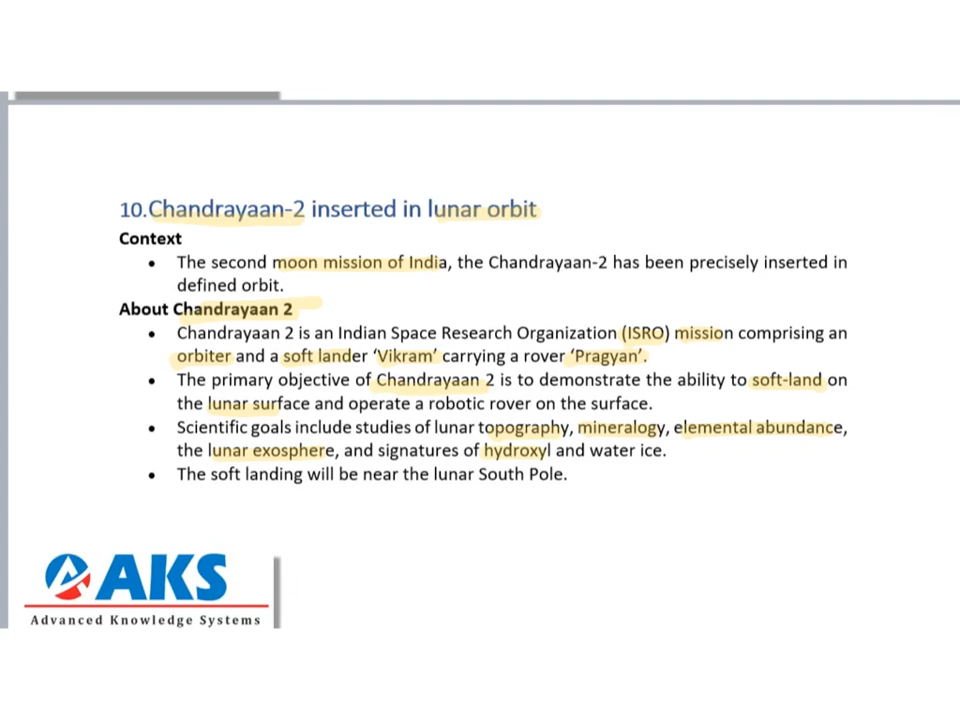 10.Chandrayaan-2 inserted in lunar orbit
Context
• The second moon mission of India, the Chandrayaan-2 has been precisely inserted in
defined orbit.
About Chandrayaan 2
• Chandrayaan 2 is an Indian Space Research Organization (ISRO) mission comprising an
orbiter and a soft lander ‘Vikram’ carrying a rover ‘Pragyan’.
• The primary objective of Chandrayaan 2 is to demonstrate the ability to soft-land on
the lunar surface and operate a robotic rover on the surface.
• Scientific goals include studies of lunar topography, mineralogy, elemental abundance,
the lunar exosphere, and signatures of hydroxyl and water ice.
• The soft landing will be near the lunar South Pole.
AKS
Advanced Knowledge Systems